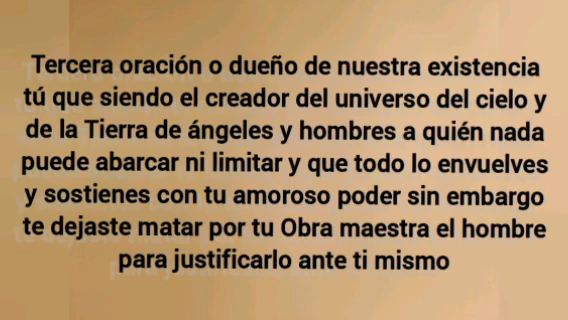 Tercera oración o dueño de nuestra existencia
tú que siendo el creador del universo del cielo y
de la Tierra de ángeles y hombres a quién nada
puede abarcar ni limitar y que todo lo envuelves
y sostienes con tu amoroso poder sin embargo
te dejaste matar por tu Obra maestra el hombre
para justificarlo ante ti mismo